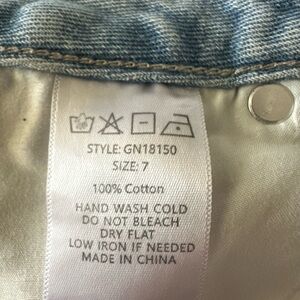 STYLE: GN18150
SIZE: 7
100% Cotton
HAND WASH COLD
DO NOT BLEACH
DRY FLAT
LOW IRON IF NEEDED
MADE IN CHINA